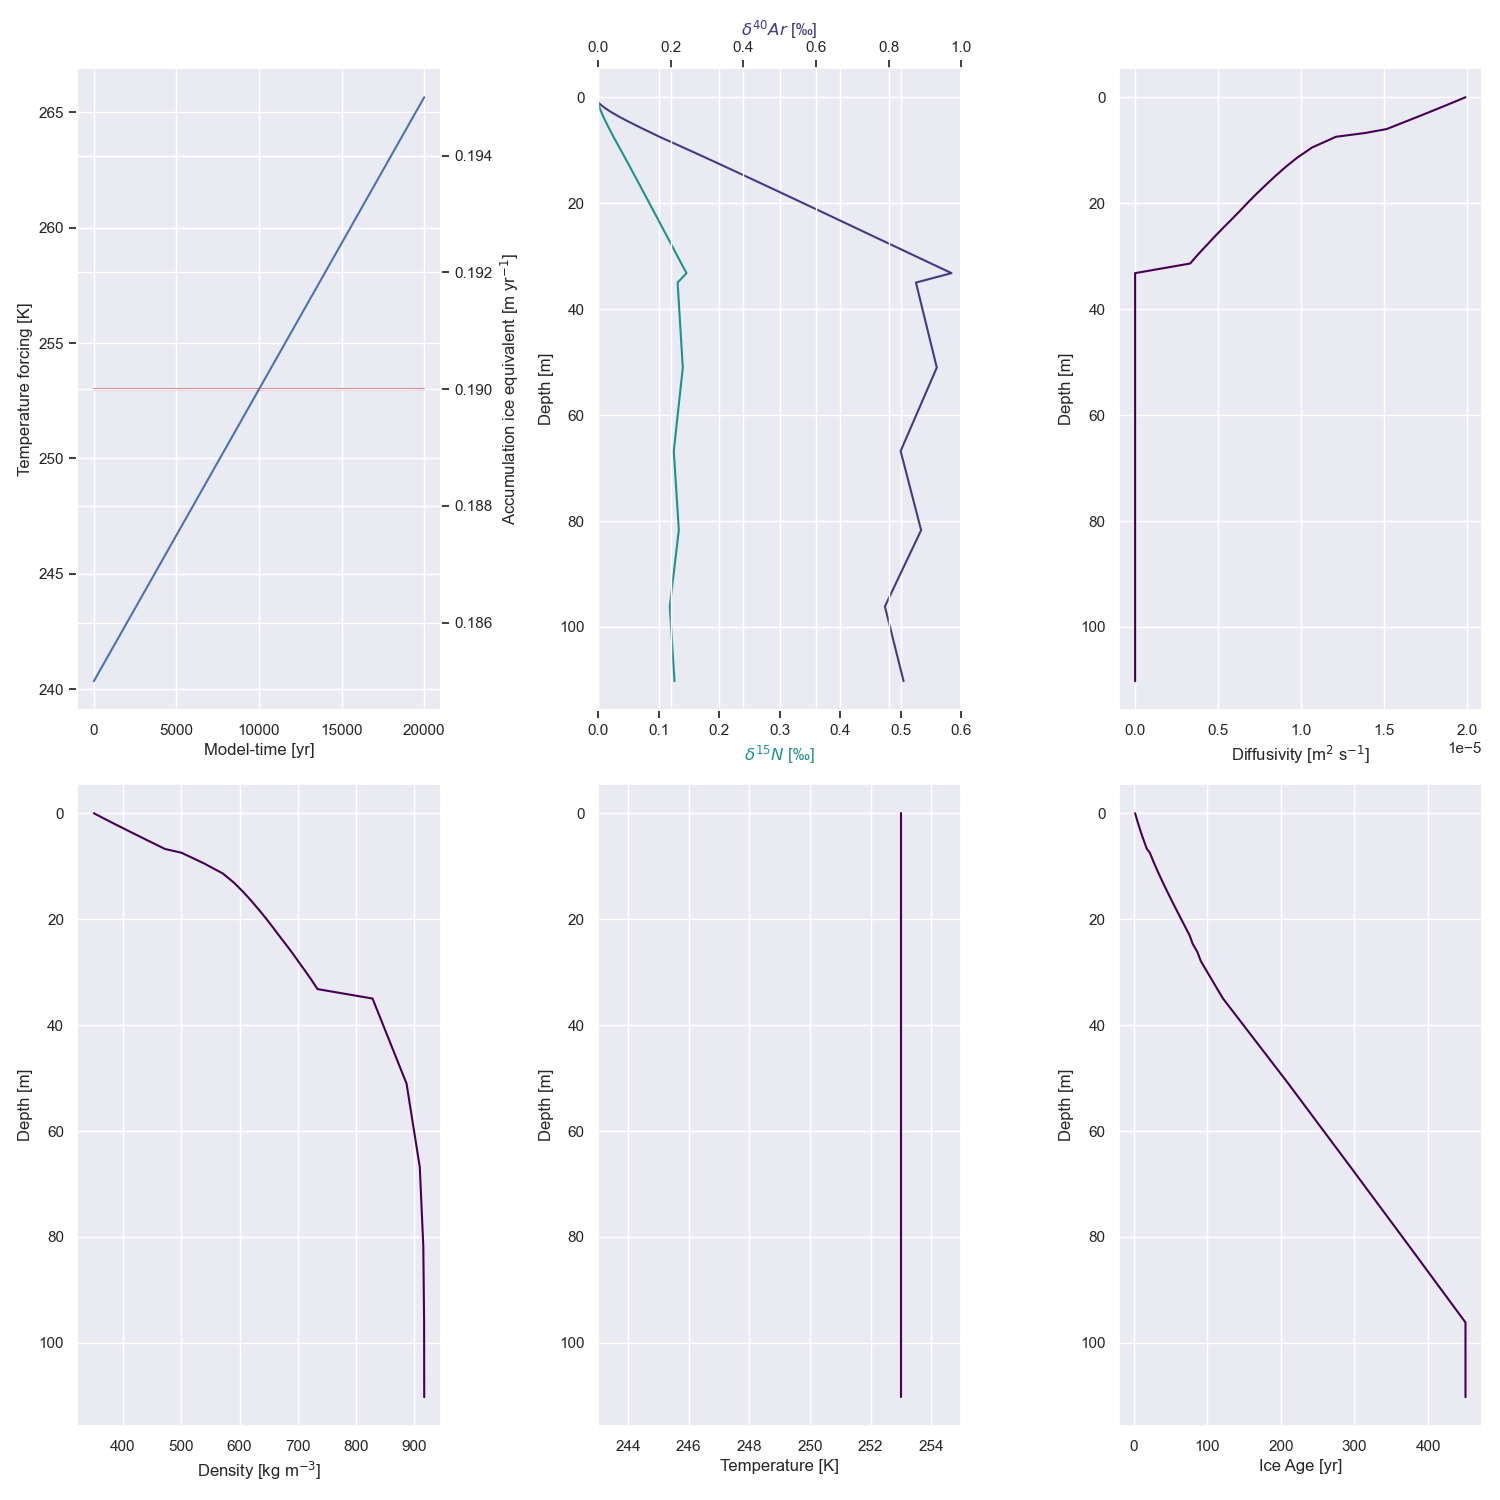 δ⁴⁰Ar [‰]
0.0 0.2 0.4 0.6 0.8 1.0
Temperature forcing [K]
265
260
255
250
245
240
0 5000 10000 15000 20000
Model-time [yr]
0.194
0.192
0.190
0.188
0.186
Accumulation ice equivalent [m yr⁻¹]
Depth [m]
0
20
40
60
80
100
0.0 0.1 0.2 0.3 0.4 0.5 0.6
δ¹⁵N [‰]
Depth [m]
0
20
40
60
80
100
0.0 0.5 1.0 1.5 2.0
1e−5
Diffusivity [m² s⁻¹]
Depth [m]
0
20
40
60
80
100
400 500 600 700 800 900
Density [kg m⁻³]
Depth [m]
0
20
40
60
80
100
244 246 248 250 252 254
Temperature [K]
Depth [m]
0
20
40
60
80
100
0 100 200 300 400
Ice Age [yr]